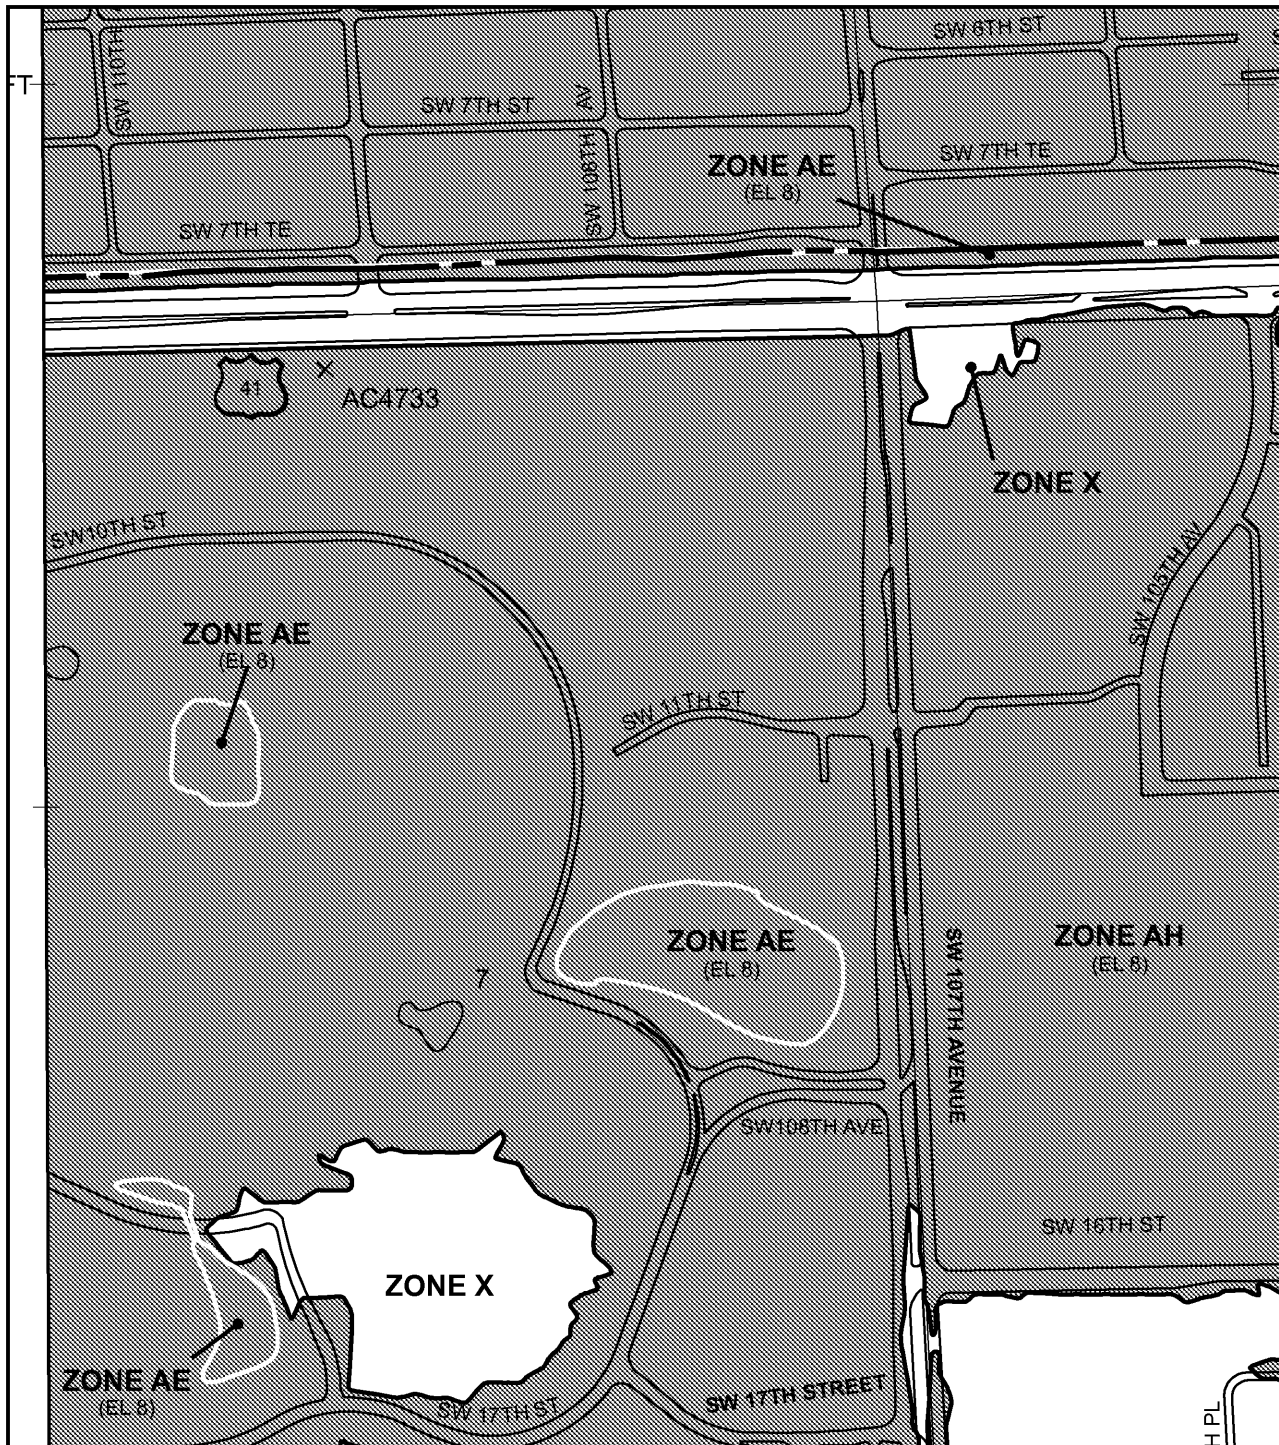 SW 6TH ST
SW 110TH
FT
SW 7TH ST
AV
SW 108TH
SW 7TH TE
ZONE AE
(EL 8)
SW 7TH TE
41
AC4733
ZONE X
SW10TH ST
SW 105TH AV
ZONE AE
(EL 8)
SW 11TH ST
ZONE AE
(EL 8)
ZONE AH
(EL 8)
7
SW 107TH AVENUE
SW108TH AVE
SW 16TH ST
ZONE X
ZONE AE
(EL 8)
SW 17TH ST
SW 17TH STREET
H PL